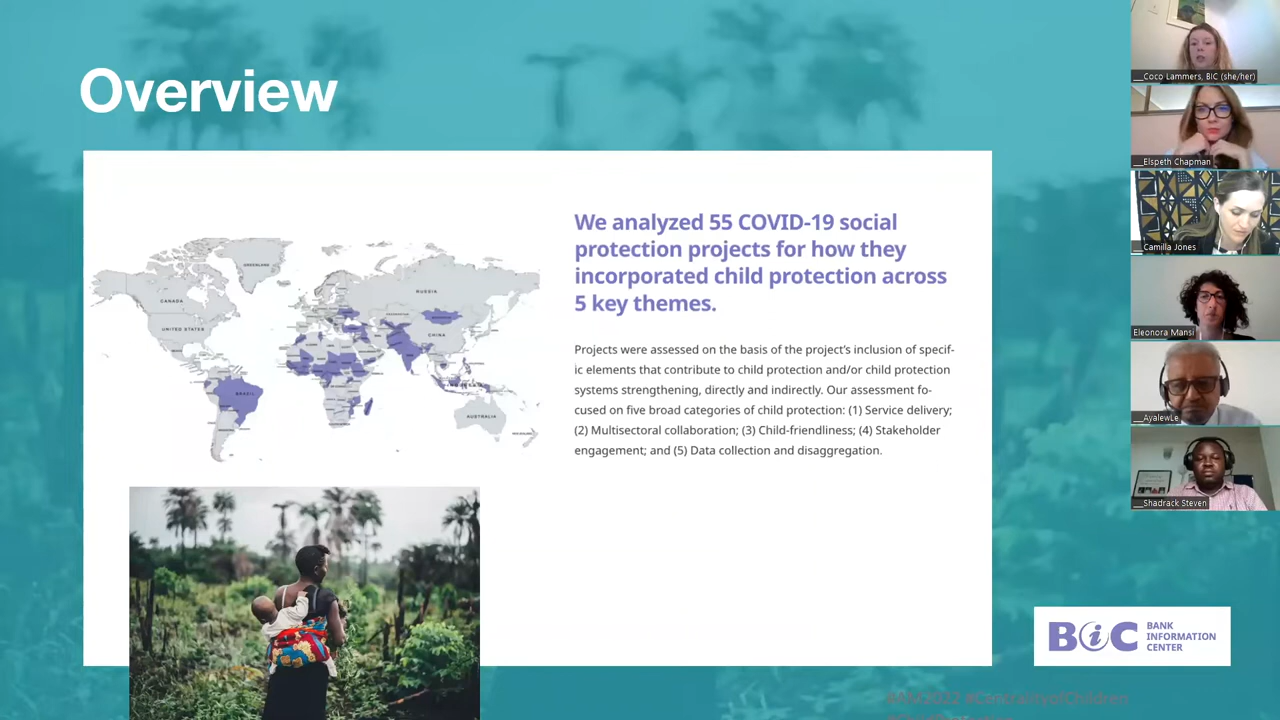 Overview
We analyzed 55 COVID-19 social
protection projects for how they
incorporated child protection across
5 key themes.
Projects were assessed on the basis of the project's inclusion of specif-
ic elements that contribute to child protection and/or child protection
systems strengthening, directly and indirectly. Our assessment fo-
cused on five broad categories of child protection: (1) Service delivery;
(2) Multisectoral collaboration; (3) Child-friendliness; (4) Stakeholder
engagement; and (5) Data collection and disaggregation.
GREENLAND
CANADA
UNITED STATES
RUSSIA
CHINA
BRAZIL
AUSTRALIA
__Coco Lammers, BIC (she/her)
__Elspeth Chapman
__Camilla Jones
Eleonora Mansi
__AyalewLe
__Shadrack Steven
BiC
BANK
INFORMATION
CENTER
#AM2022 #CentralityofChildren